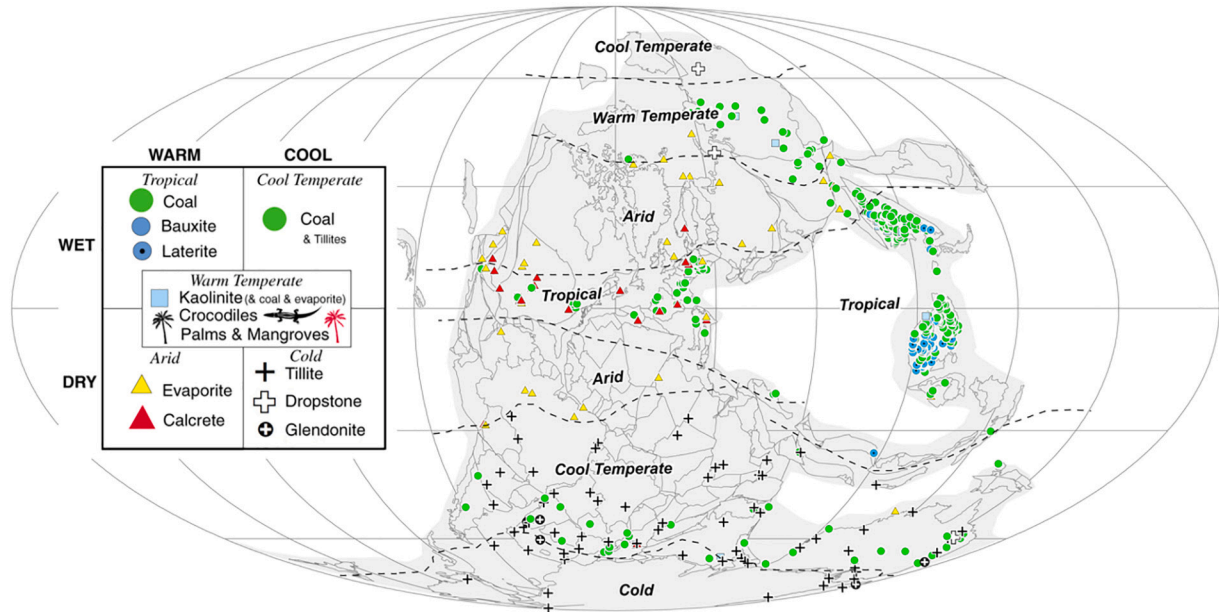 Cool Temperate
Warm Temperate
WARM COOL
Tropical
Coal
Bauxite
Laterite
Cool Temperate
Coal
& Tillites
WET
Warm Temperate
Kaolinite (& coal & evaporite)
Crocodiles
Palms & Mangroves
DRY
Arid
Evaporite
Calcrete
Cold
Tillite
Dropstone
Glendonite
Arid
Tropical
Tropical
Arid
Cool Temperate
Cold